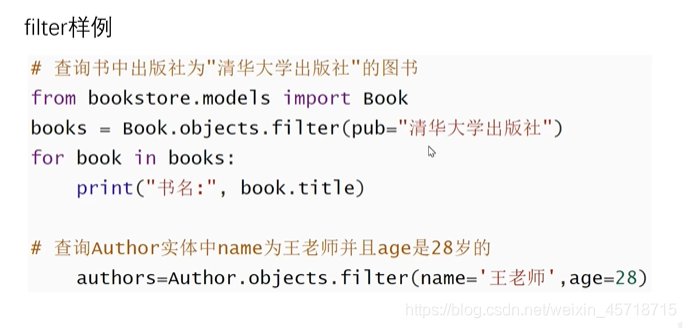 filter样例
# 查询书中出版社为"清华大学出版社"的图书
from bookstore.models import Book
books = Book.objects.filter(pub="清华大学出版社")
for book in books:
    print("书名:", book.title)
# 查询Author实体中name为王老师并且age是28岁的
    authors=Author.objects.filter(name='王老师',age=28)
https://blog.csdn.net/weixin_45718715